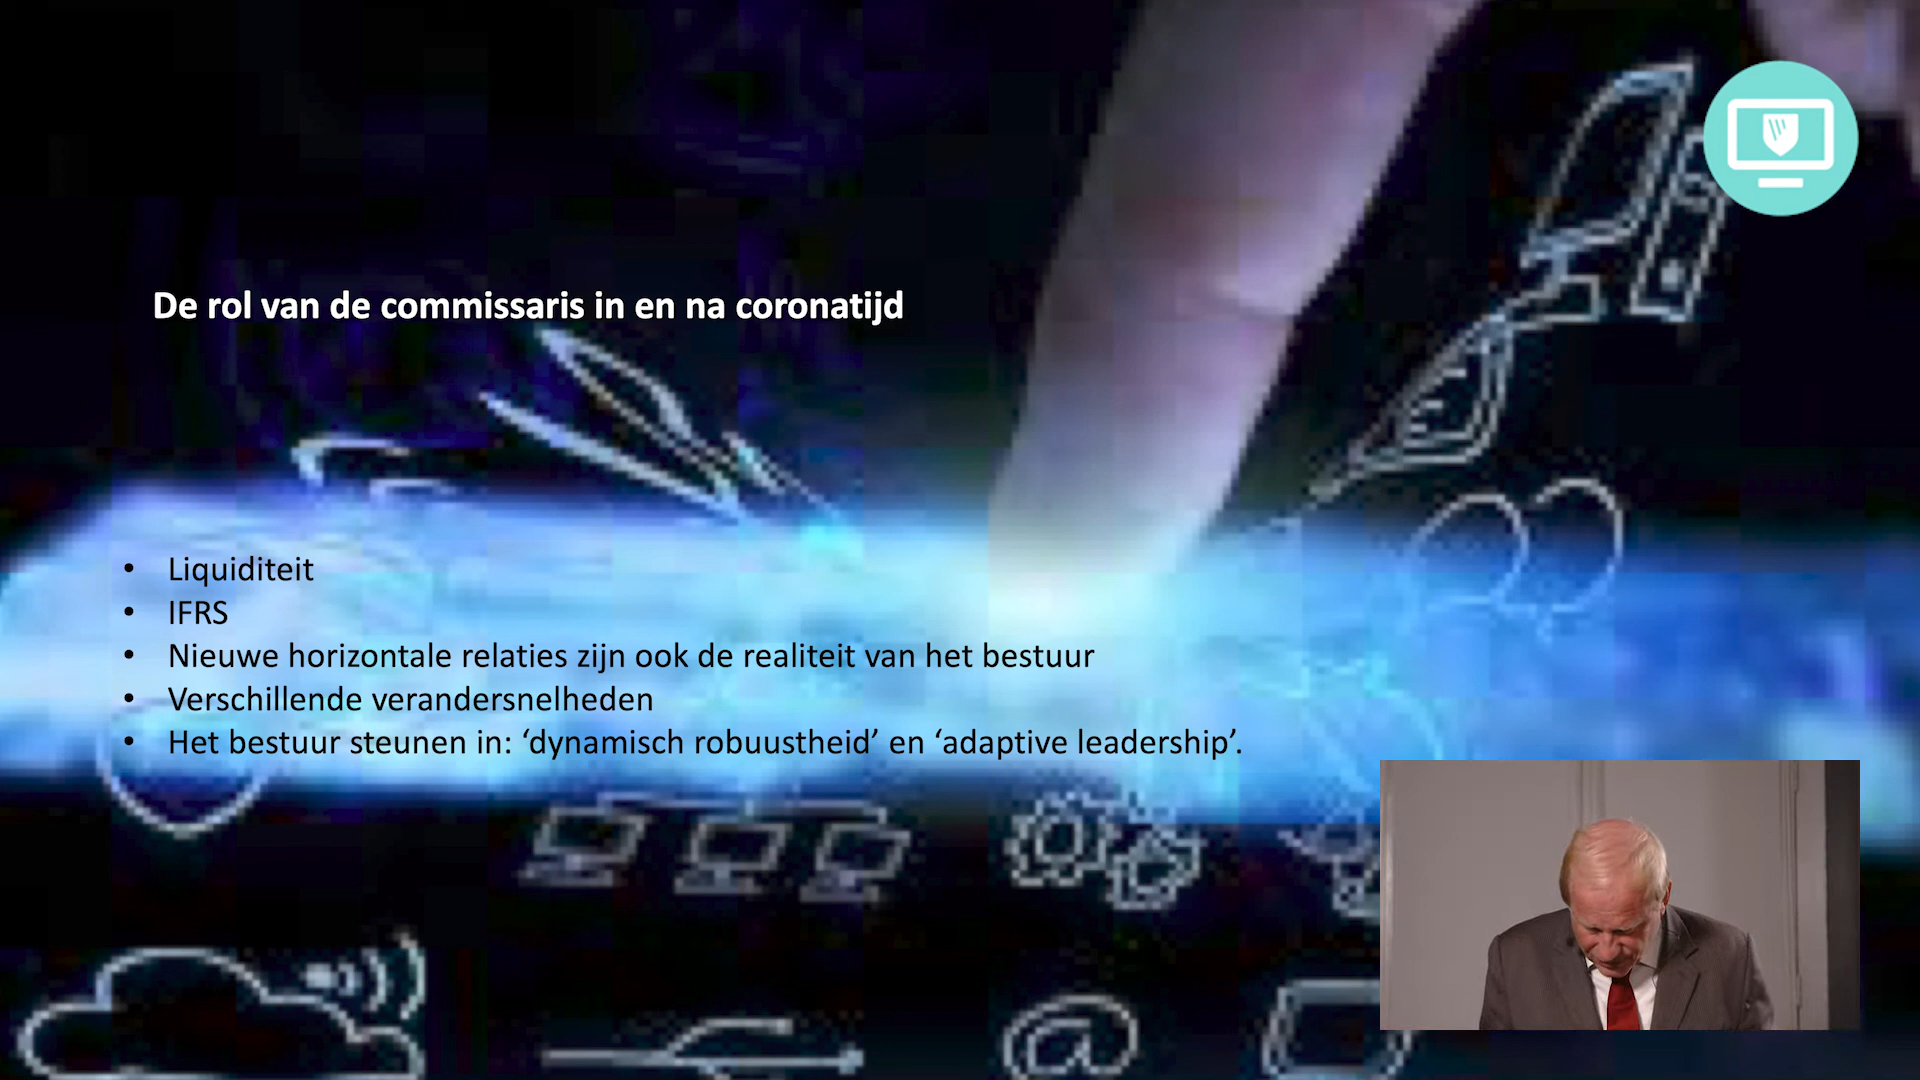 De rol van de commissaris in en na coronatijd
• Liquiditeit
• IFRS
• Nieuwe horizontale relaties zijn ook de realiteit van het bestuur
• Verschillende verandersnelheden
• Het bestuur steunen in: ‘dynamisch robuustheid’ en ‘adaptive leadership’.